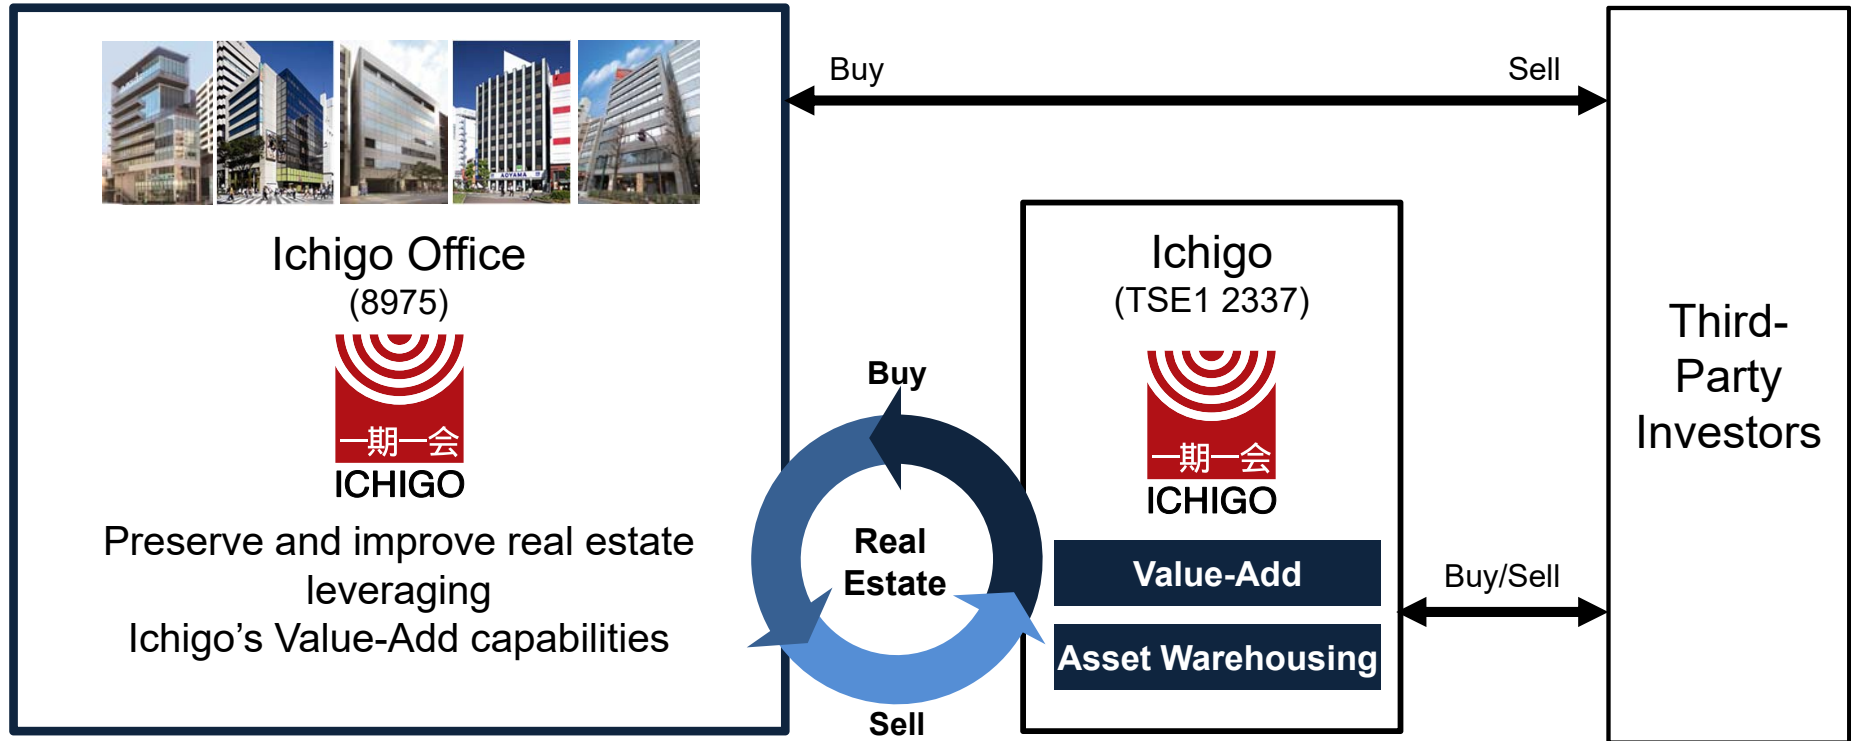 Buy
Sell
AOYAMA
Ichigo Office
(8975)
一期一会
ICHIGO
Preserve and improve real estate
leveraging
Ichigo’s Value-Add capabilities
Buy
Real
Estate
Sell
Ichigo
(TSE1 2337)
一期一会
ICHIGO
Value-Add
Asset Warehousing
Buy/Sell
Third-
Party
Investors